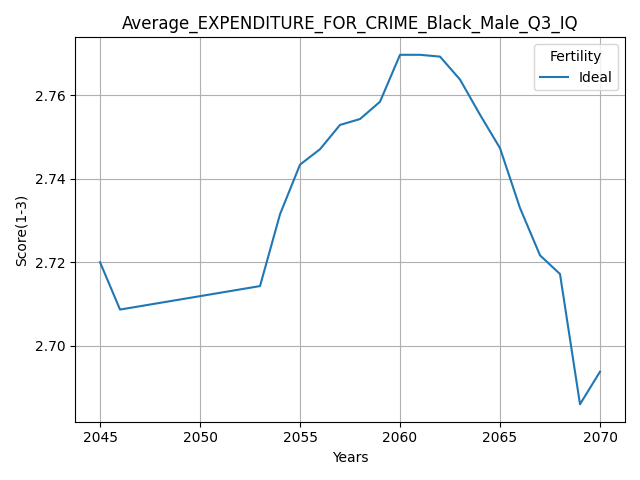 Average_EXPENDITURE_FOR_CRIME_Black_Male_Q3_IQ
Fertility
Ideal
2.76
2.74
2.72
2.70
Score(1-3)
2045 2050 2055 2060 2065 2070
Years